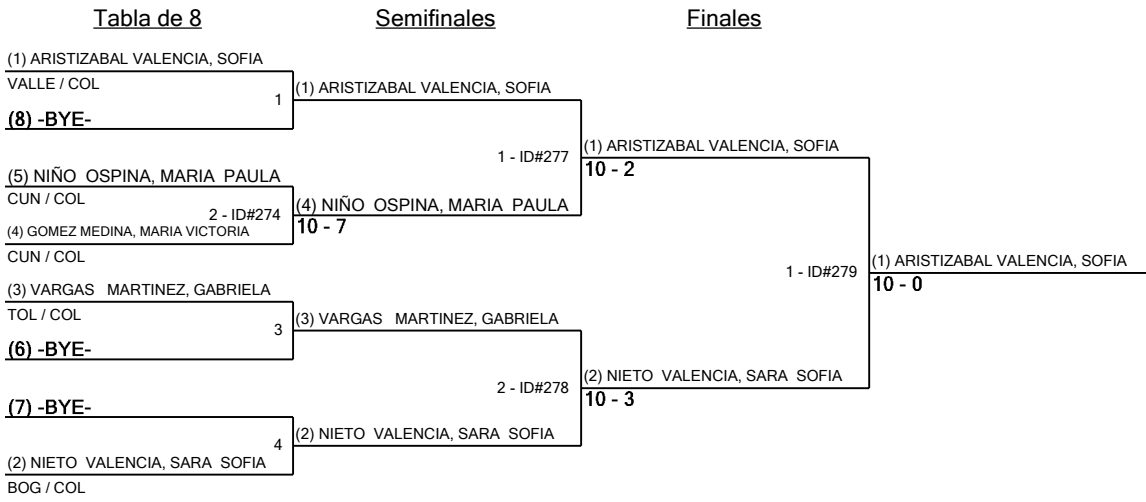 Tabla de 8
Semifinales
Finales
(1) ARISTIZABAL VALENCIA, SOFIA
VALLE / COL
1
(8) -BYE-
(5) NIÑO OSPINA, MARIA PAULA
CUN / COL
2 - ID#274
(4) GOMEZ MEDINA, MARIA VICTORIA
CUN / COL
(3) VARGAS MARTINEZ, GABRIELA
TOL / COL
3
(6) -BYE-
(7) -BYE-
4
(2) NIETO VALENCIA, SARA SOFIA
BOG / COL
(1) ARISTIZABAL VALENCIA, SOFIA
1 - ID#277
(4) NIÑO OSPINA, MARIA PAULA
10 - 7
(3) VARGAS MARTINEZ, GABRIELA
2 - ID#278
(2) NIETO VALENCIA, SARA SOFIA
(1) ARISTIZABAL VALENCIA, SOFIA
10 - 2
1 - ID#279
(2) NIETO VALENCIA, SARA SOFIA
10 - 3
(1) ARISTIZABAL VALENCIA, SOFIA
10 - 0